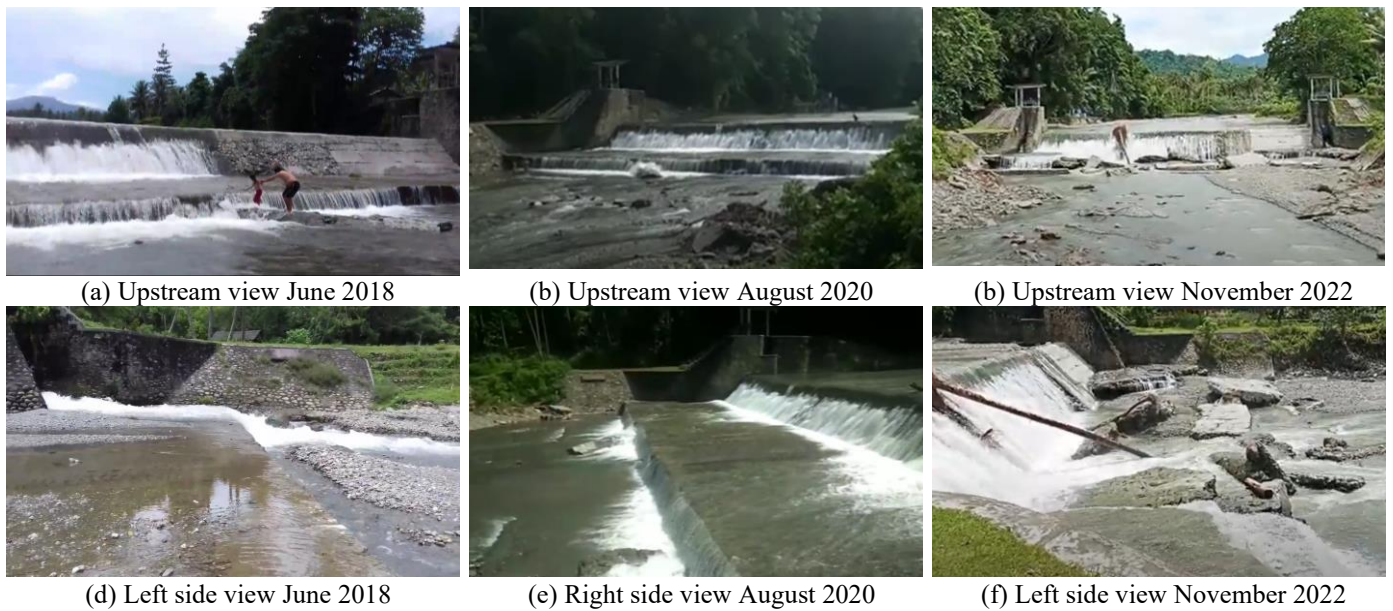 (a) Upstream view June 2018
(b) Upstream view August 2020
(b) Upstream view November 2022
(d) Left side view June 2018
(e) Right side view August 2020
(f) Left side view November 2022